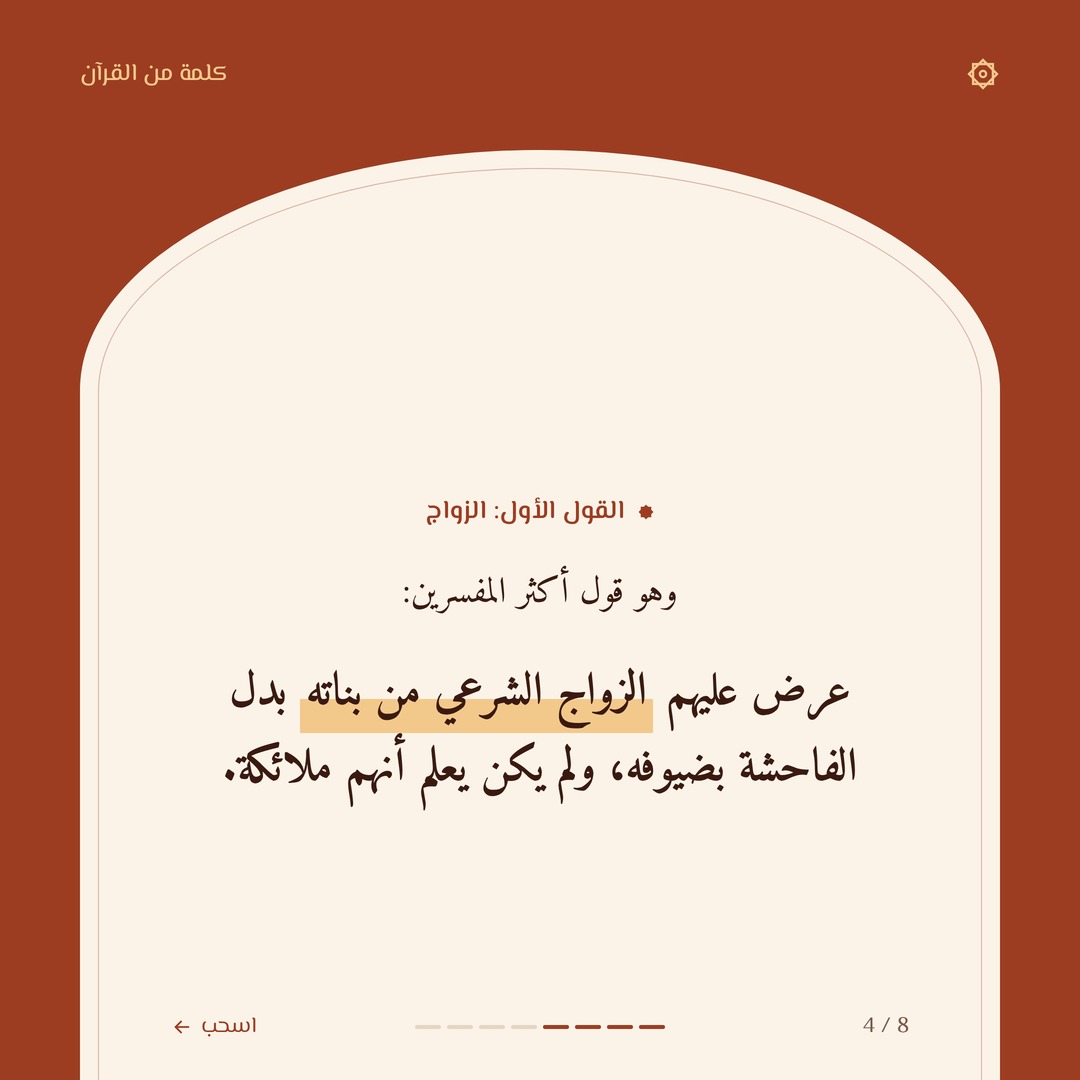 كلمة من القرآن
القول الأول: الزواج
وهو قول أكثر المفسرين:
عرض عليهم الزواج الشرعي من بناته بدل
الفاحشة بضيوفه، ولم يكن يعلم أنهم ملائكة.
4 / 8
اسحب ←